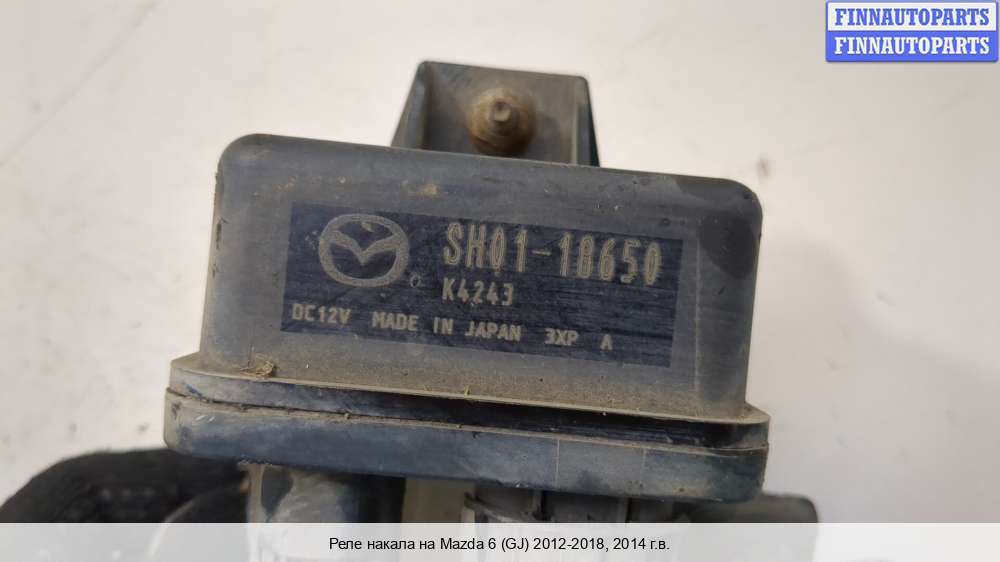 FINNAUTOPARTS
FINNAUTOPARTS
SH01-18650
K4243
DC12V MADE IN JAPAN 3XP A
Реле накала на Mazda 6 (GJ) 2012-2018, 2014 г.в.